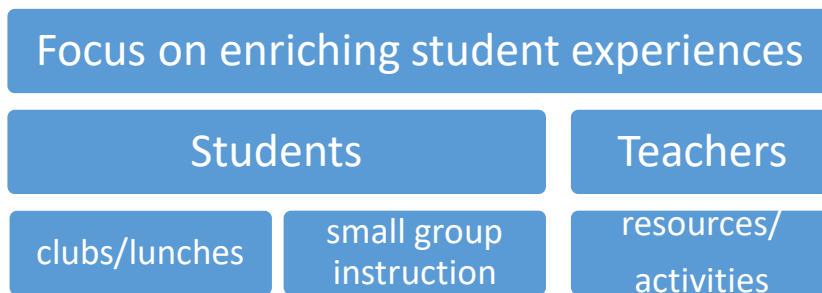 Focus on enriching student experiences
Students
Teachers
clubs/lunches
small group
instruction
resources/
activities